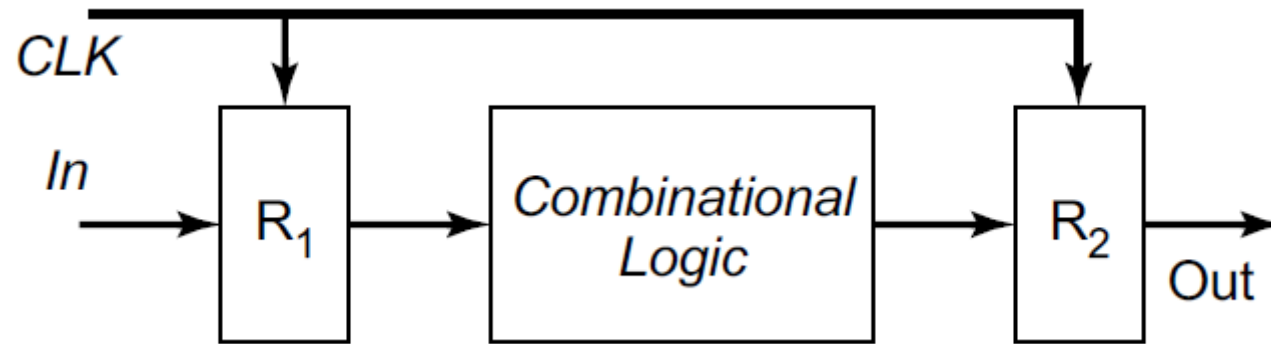 CLK
In
R1
Combinational
Logic
R2
Out